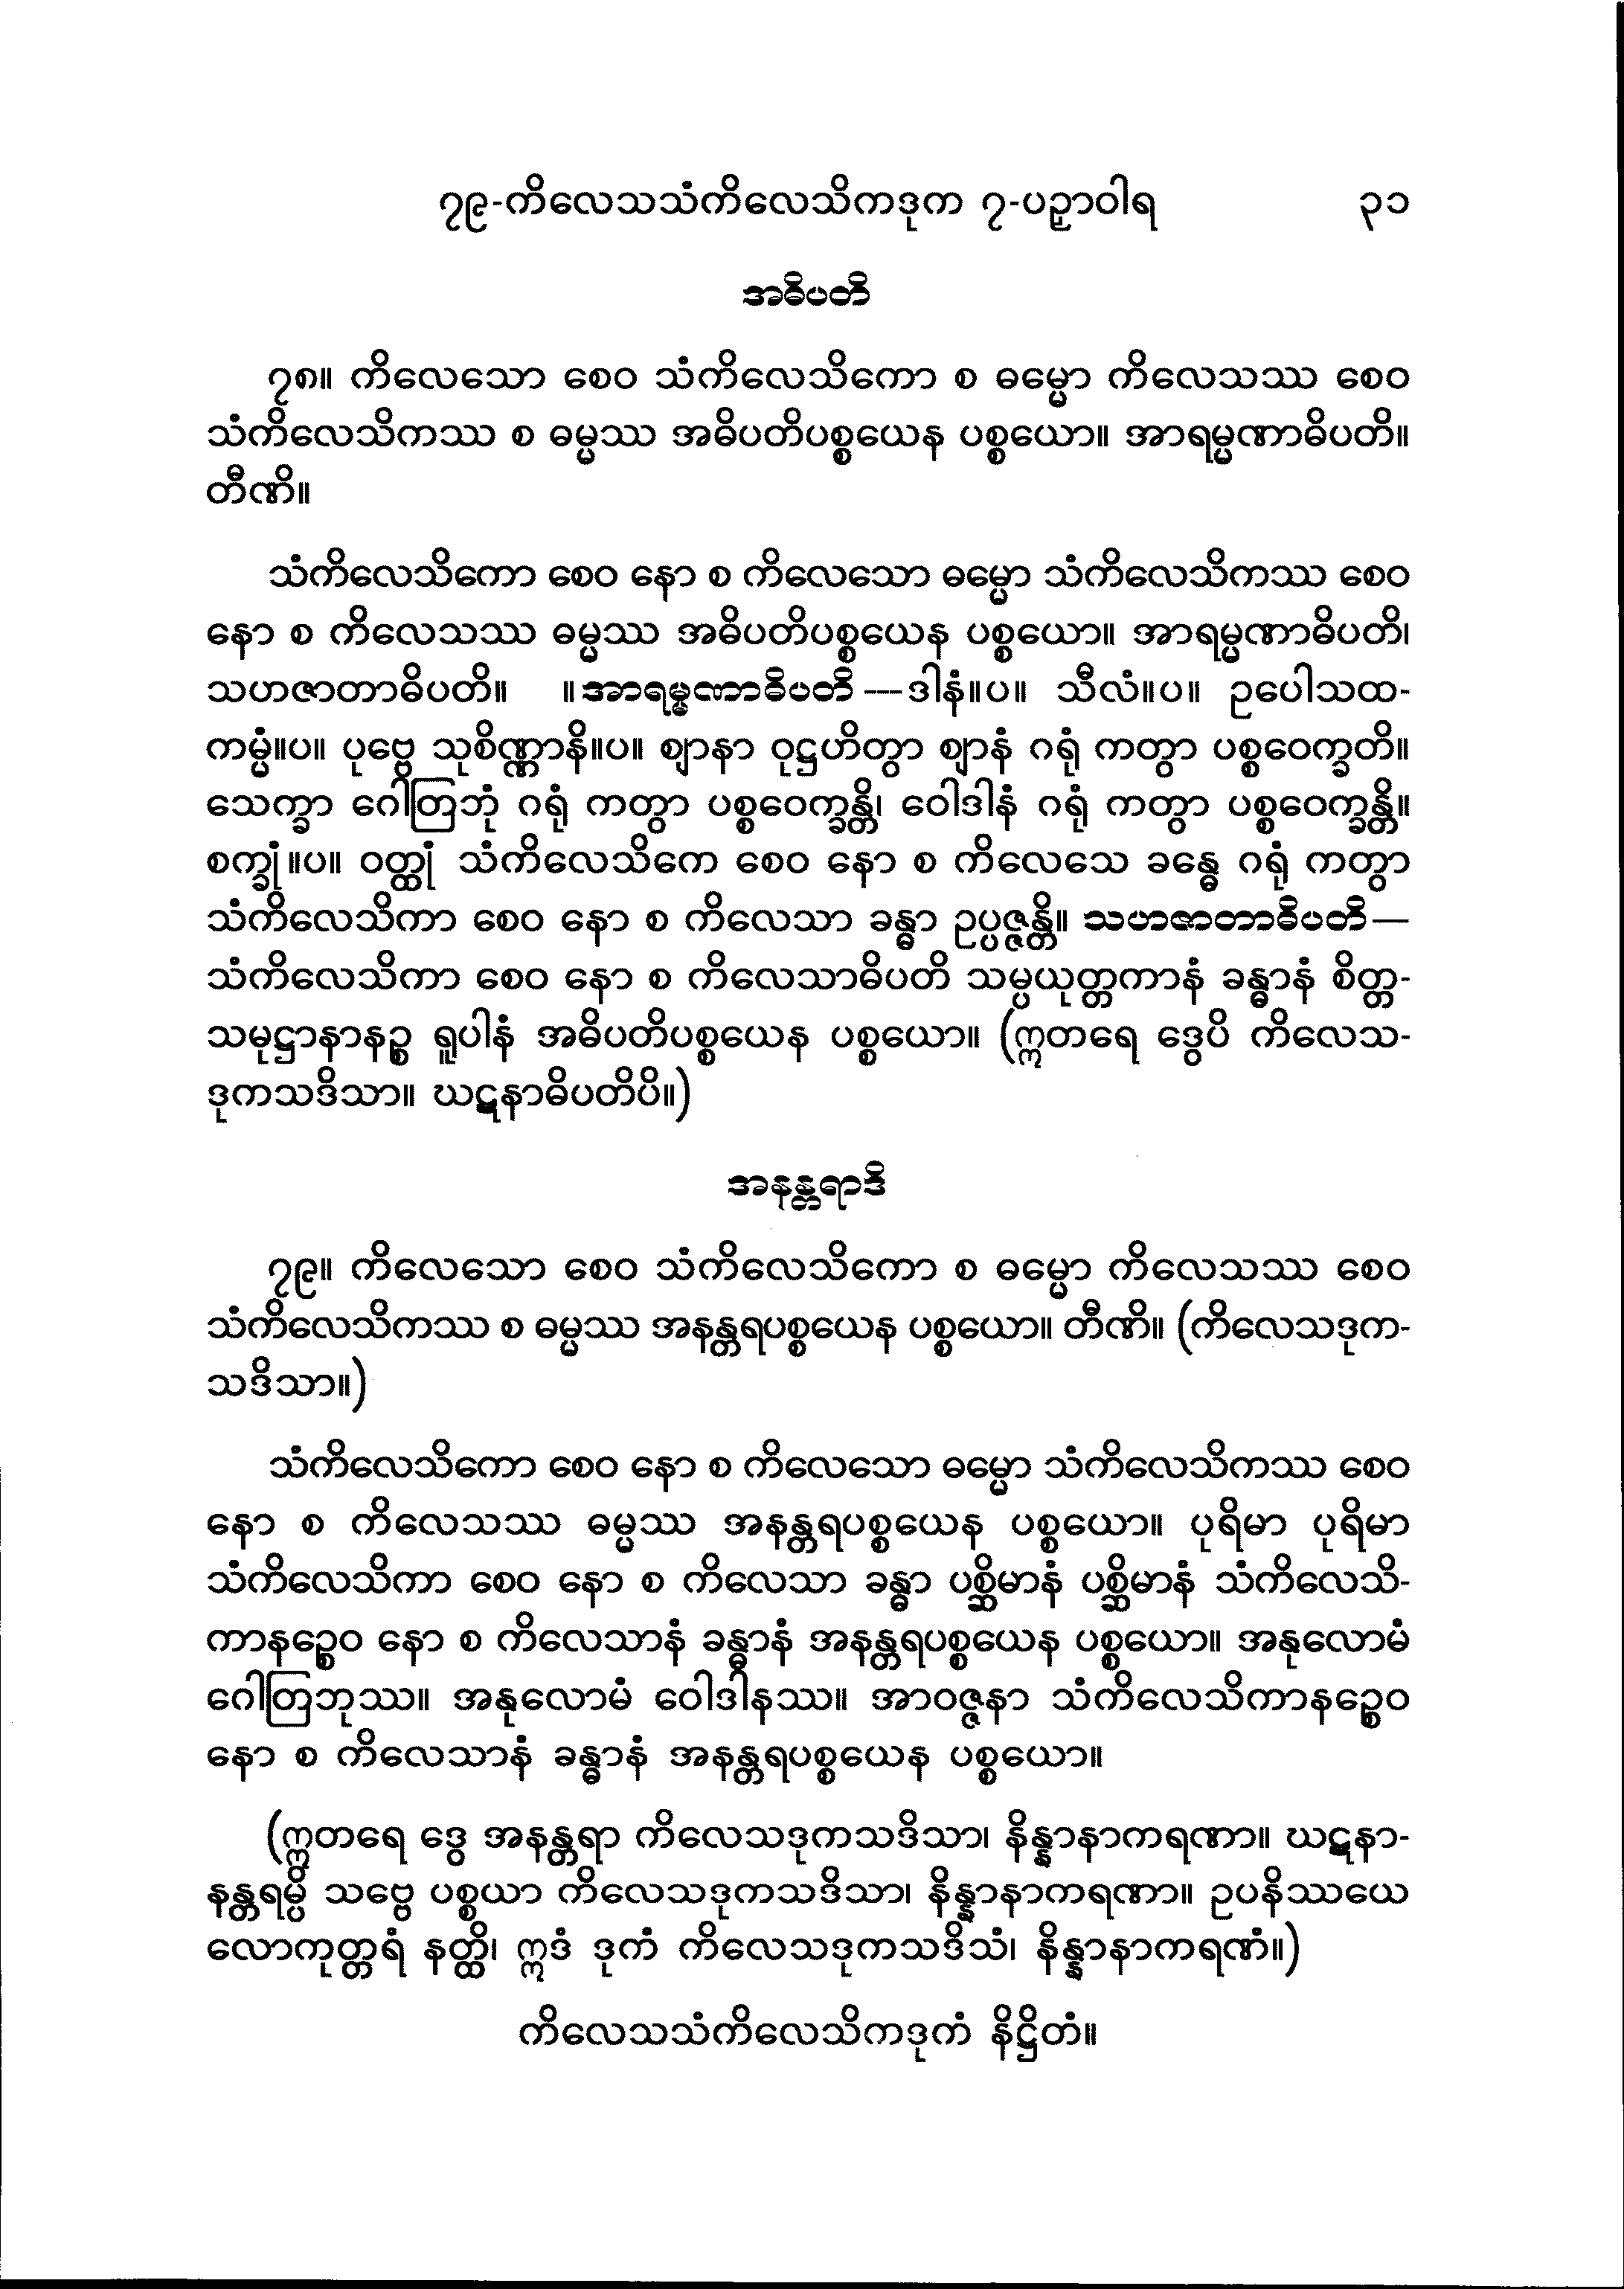 ၇၉-ကိလေသသံကိလေသိကဒုက ၇-ပဉှာဝါရ ၃၁
အဓိပတိ
၇၈။ ကိလေသော စေဝ သံကိလေသိကော စ ဓမ္မော ကိလေသဿ စေဝ
သံကိလေသိကဿ စ ဓမ္မဿ အဓိပတိပစ္စယေန ပစ္စယော။ အာရမ္မဏာဓိပတိ။
တီဏိ။
သံကိလေသိကော စေဝ နော စ ကိလေသော ဓမ္မော သံကိလေသိကဿ စေဝ
နော စ ကိလေသဿ ဓမ္မဿ အဓိပတိပစ္စယေန ပစ္စယော။ အာရမ္မဏာဓိပတိ၊
သဟဇာတာဓိပတိ။ ။အာရမ္မဏာဓိပတိ—ဒါနံ။ပ။ သီလံ။ပ။ ဥပေါသထ-
ကမ္မံ။ပ။ ပုဗ္ဗေ သုစိဏ္ဏာနိ။ပ။ ဈာနာ ဝုဋ္ဌဟိတွာ ဈာနံ ဂရုံ ကတွာ ပစ္စဝေက္ခတိ။
သေက္ခာ ဂေါတြဘုံ ဂရုံ ကတွာ ပစ္စဝေက္ခန္တိ၊ ဝေါဒါနံ ဂရုံ ကတွာ ပစ္စဝေက္ခန္တိ။
စက္ခုံ။ပ။ ဝတ္ထုံ သံကိလေသိကေ စေဝ နော စ ကိလေသေ ခန္ဓေ ဂရုံ ကတွာ
သံကိလေသိကာ စေဝ နော စ ကိလေသာ ခန္ဓာ ဥပ္ပဇ္ဇန္တိ။ သဟဇာတာဓိပတိ—
သံကိလေသိကာ စေဝ နော စ ကိလေသာဓိပတိ သမ္ပယုတ္တကာနံ ခန္ဓာနံ စိတ္တ-
သမုဋ္ဌာနာနဉ္စ ရူပါနံ အဓိပတိပစ္စယေန ပစ္စယော။ (ဣတရေ ဒွေပိ ကိလေသ-
ဒုကသဒိသာ။ ဃဋနာဓိပတိပိ။)
အနန္တရာဒိ
၇၉။ ကိလေသော စေဝ သံကိလေသိကော စ ဓမ္မော ကိလေသဿ စေဝ
သံကိလေသိကဿ စ ဓမ္မဿ အနန္တရပစ္စယေန ပစ္စယော။ တီဏိ။ (ကိလေသဒုက-
သဒိသာ။)
သံကိလေသိကော စေဝ နော စ ကိလေသော ဓမ္မော သံကိလေသိကဿ စေဝ
နော စ ကိလေသဿ ဓမ္မဿ အနန္တရပစ္စယေန ပစ္စယော။ ပုရိမာ ပုရိမာ
သံကိလေသိကာ စေဝ နော စ ကိလေသာ ခန္ဓာ ပစ္ဆိမာနံ ပစ္ဆိမာနံ သံကိလေသိ-
ကာနဉ္စေဝ နော စ ကိလေသာနံ ခန္ဓာနံ အနန္တရပစ္စယေန ပစ္စယော။ အနုလောမံ
ဂေါတြဘုဿ။ အနုလောမံ ဝေါဒါနဿ။ အာဝဇ္ဇနာ သံကိလေသိကာနဉ္စေဝ
နော စ ကိလေသာနံ ခန္ဓာနံ အနန္တရပစ္စယေန ပစ္စယော။
(ဣတရေ ဒွေ အနန္တရာ ကိလေသဒုကသဒိသာ၊ နိန္နာနာကရဏာ။ ဃဋနာ-
နန္တရမ္ပိ သဗ္ဗေ ပစ္စယာ ကိလေသဒုကသဒိသာ၊ နိန္နာနာကရဏာ။ ဥပနိဿယေ
လောကုတ္တရံ နတ္ထိ၊ ဣဒံ ဒုကံ ကိလေသဒုကသဒိသံ၊ နိန္နာနာကရဏံ။)
ကိလေသသံကိလေသိကဒုကံ နိဋ္ဌိတံ။